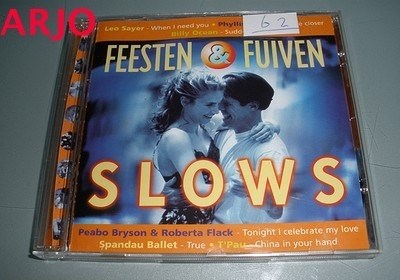 ARJO
Leo Sayer - When I need you • Phyllis closer
62
Billy Ocean - Sudd
FEESTEN & FUIVEN
SLOWS
Peabo Bryson & Roberta Flack - Tonight I celebrate my love
Spandau Ballet - True • T'Pau - China in your hand